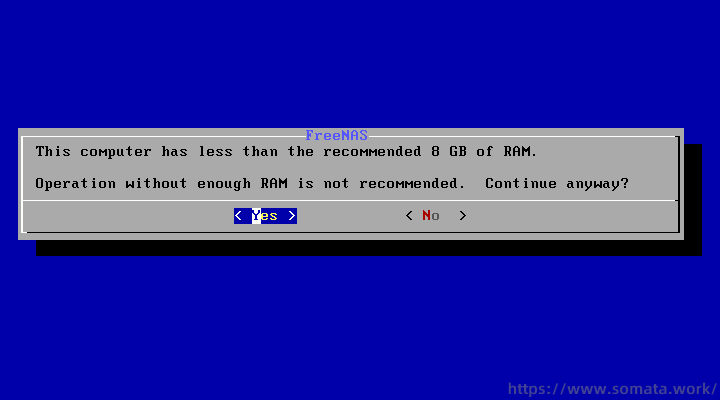 FreeNAS
This computer has less than the recommended 8 GB of RAM.
Operation without enough RAM is not recommended.  Continue anyway?
< Yes > < No  >
https://www.somata.work/